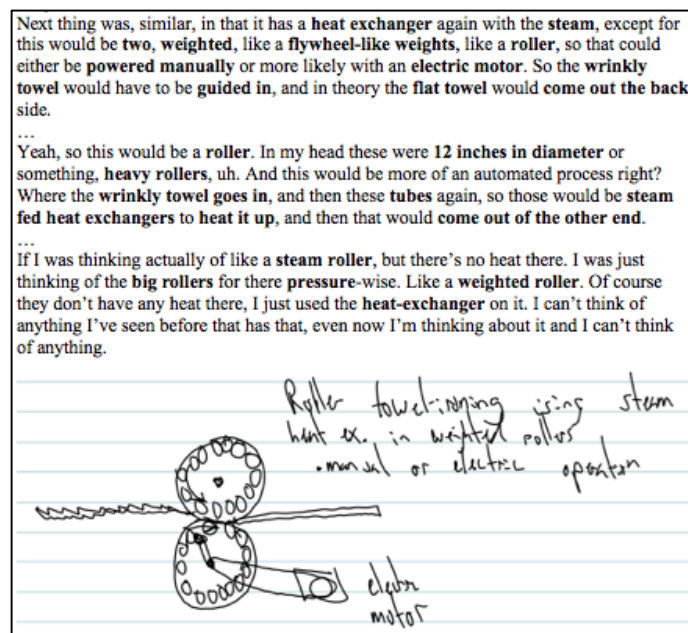 Next thing was, similar, in that it has a heat exchanger again with the steam, except for
this would be two, weighted, like a flywheel-like weights, like a roller, so that could
either be powered manually or more likely with an electric motor. So the wrinkly
towel would have to be guided in, and in theory the flat towel would come out the back
side.
...
Yeah, so this would be a roller. In my head these were 12 inches in diameter or
something, heavy rollers, uh. And this would be more of an automated process right?
Where the wrinkly towel goes in, and then these tubes again, so those would be steam
fed heat exchangers to heat it up, and then that would come out of the other end.
...
If I was thinking actually of like a steam roller, but there's no heat there. I was just
thinking of the big rollers for there pressure-wise. Like a weighted roller. Of course
they don't have any heat there, I just used the heat-exchanger on it. I can't think of
anything I've seen before that has that, even now I'm thinking about it and I can't think
of anything.
Roller towel-ironing using steam
heat ex. in weighted rollers
. manual or electric operation
electric
motor